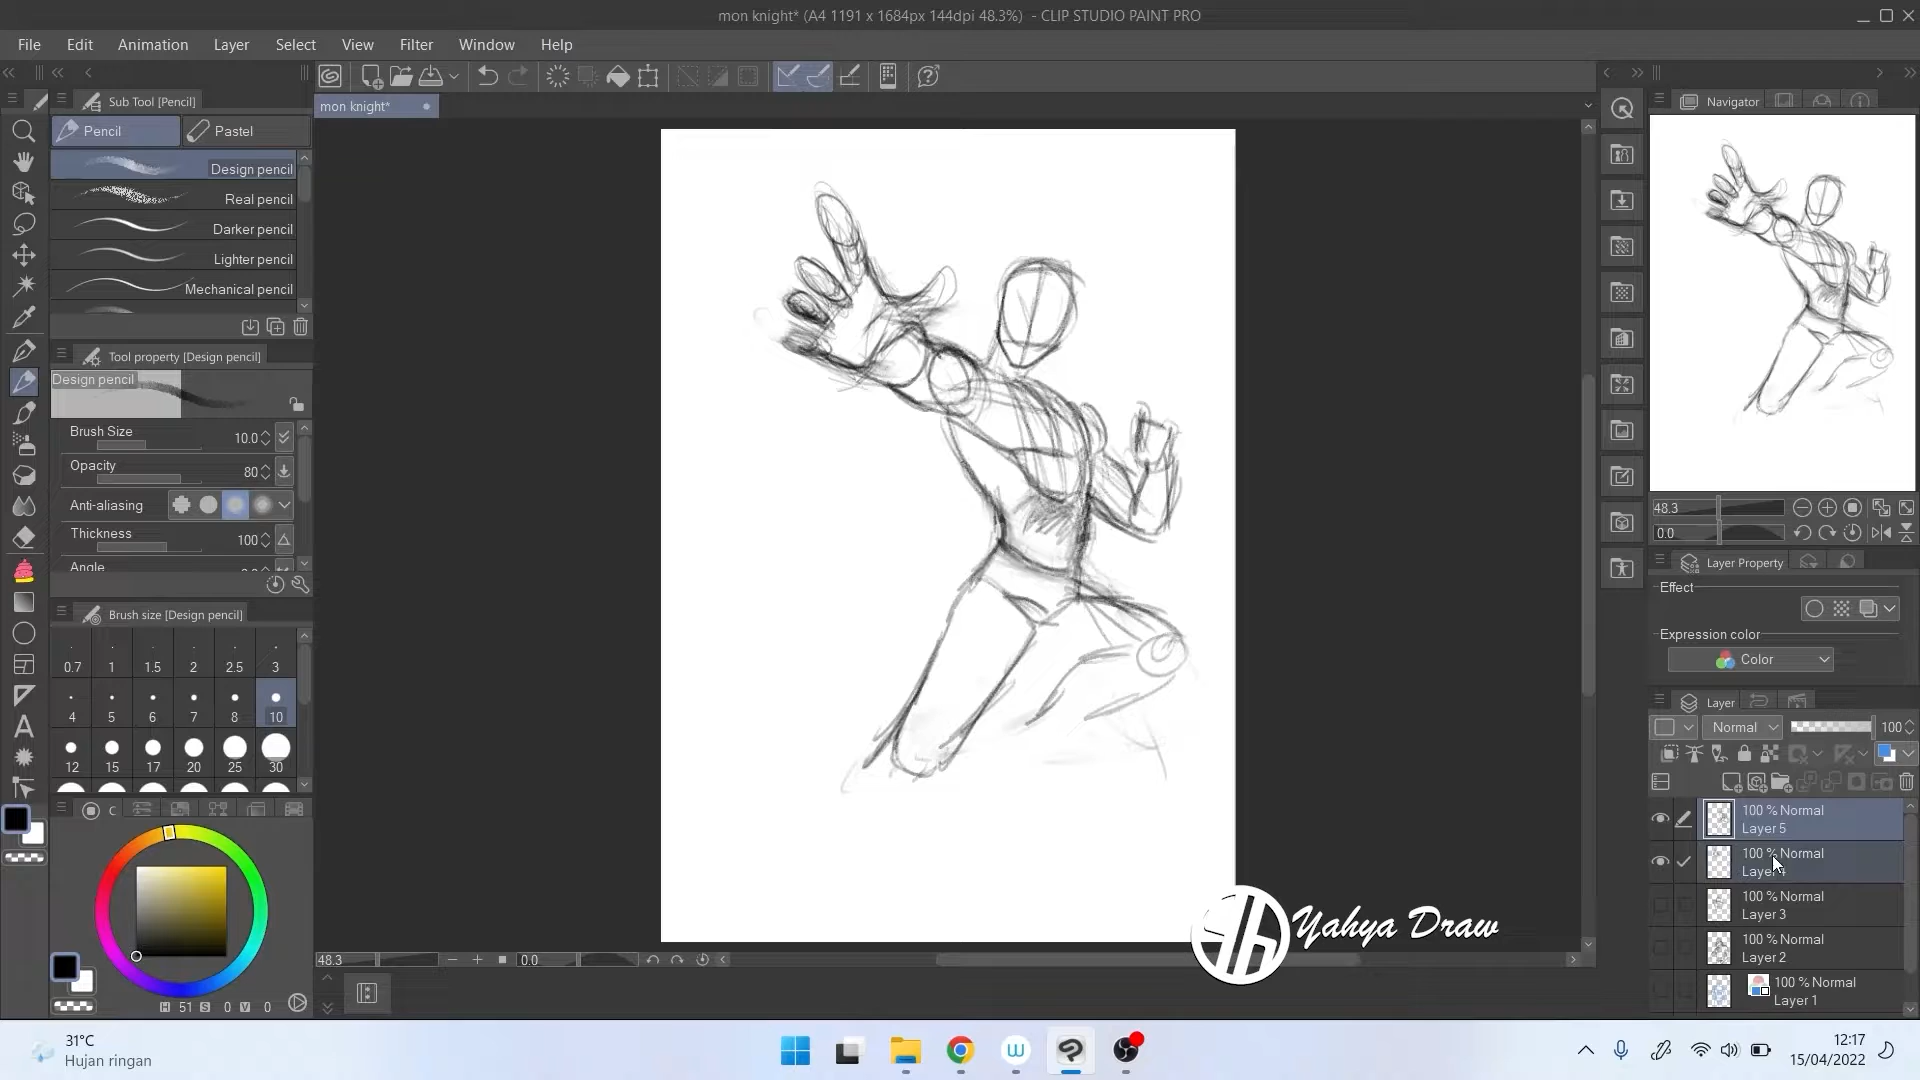 mon knight* (A4 1191 x 1684px 144dpi 48.3%) - CLIP STUDIO PAINT PRO
File Edit Animation Layer Select View Filter Window Help
Sub Tool [Pencil]
mon knight*
Navigator
Pencil Pastel
Design pencil
Real pencil
Darker pencil
Lighter pencil
Mechanical pencil
Tool property [Design pencil]
Design pencil
Brush Size 10.0
Opacity 80
Anti-aliasing
Thickness 100
Angle
Brush size [Design pencil]
0.7 1 1.5 2 2.5 3
4 5 6 7 8 10
12 15 17 20 25 30
C
H 51 S 0 V 0
48.3
0.0
Layer Property
Effect
Expression color
Color
Layer
Normal 100
100 % Normal
Layer 5
100 % Normal
Layer 4
100 % Normal
Layer 3
100 % Normal
Layer 2
100 % Normal
Layer 1
48.3 0.0
Yahya Draw
31°C
Hujan ringan
12:17
15/04/2022